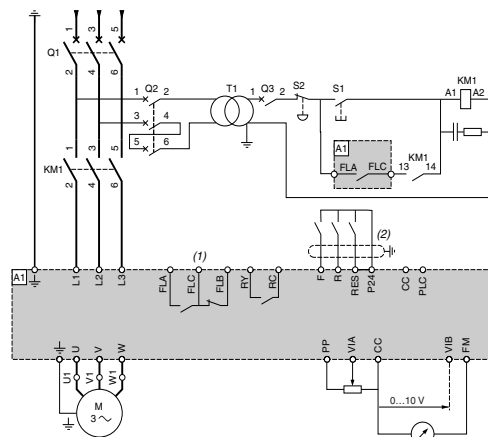 1 3 5
Q1
2 4 6
1 Q2 2
3 4
5 6
T1
1 Q3 2
S2
S1
KM1
A1 A2
A1
FLA FLC
13 KM1 14
1 3 5
KM1
2 4 6
(1)
(2)
A1
L1 L2 L3
FLA FLC FLB RY RC
F R RES P24 CC PLC
U V W
PP VIA CC VIB FM
U1 V1 W1
M
3 ~
0...10 V